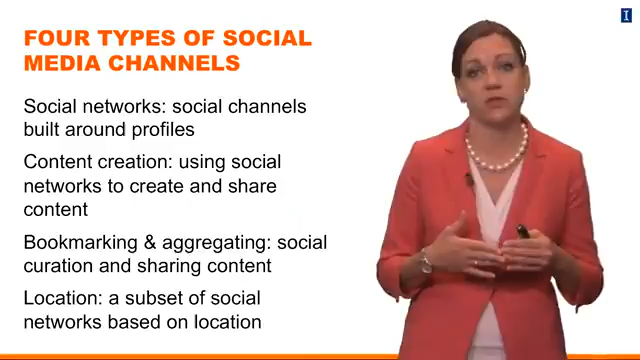 FOUR TYPES OF SOCIAL
MEDIA CHANNELS
Social networks: social channels
built around profiles
Content creation: using social
networks to create and share
content
Bookmarking & aggregating: social
curation and sharing content
Location: a subset of social
networks based on location
I